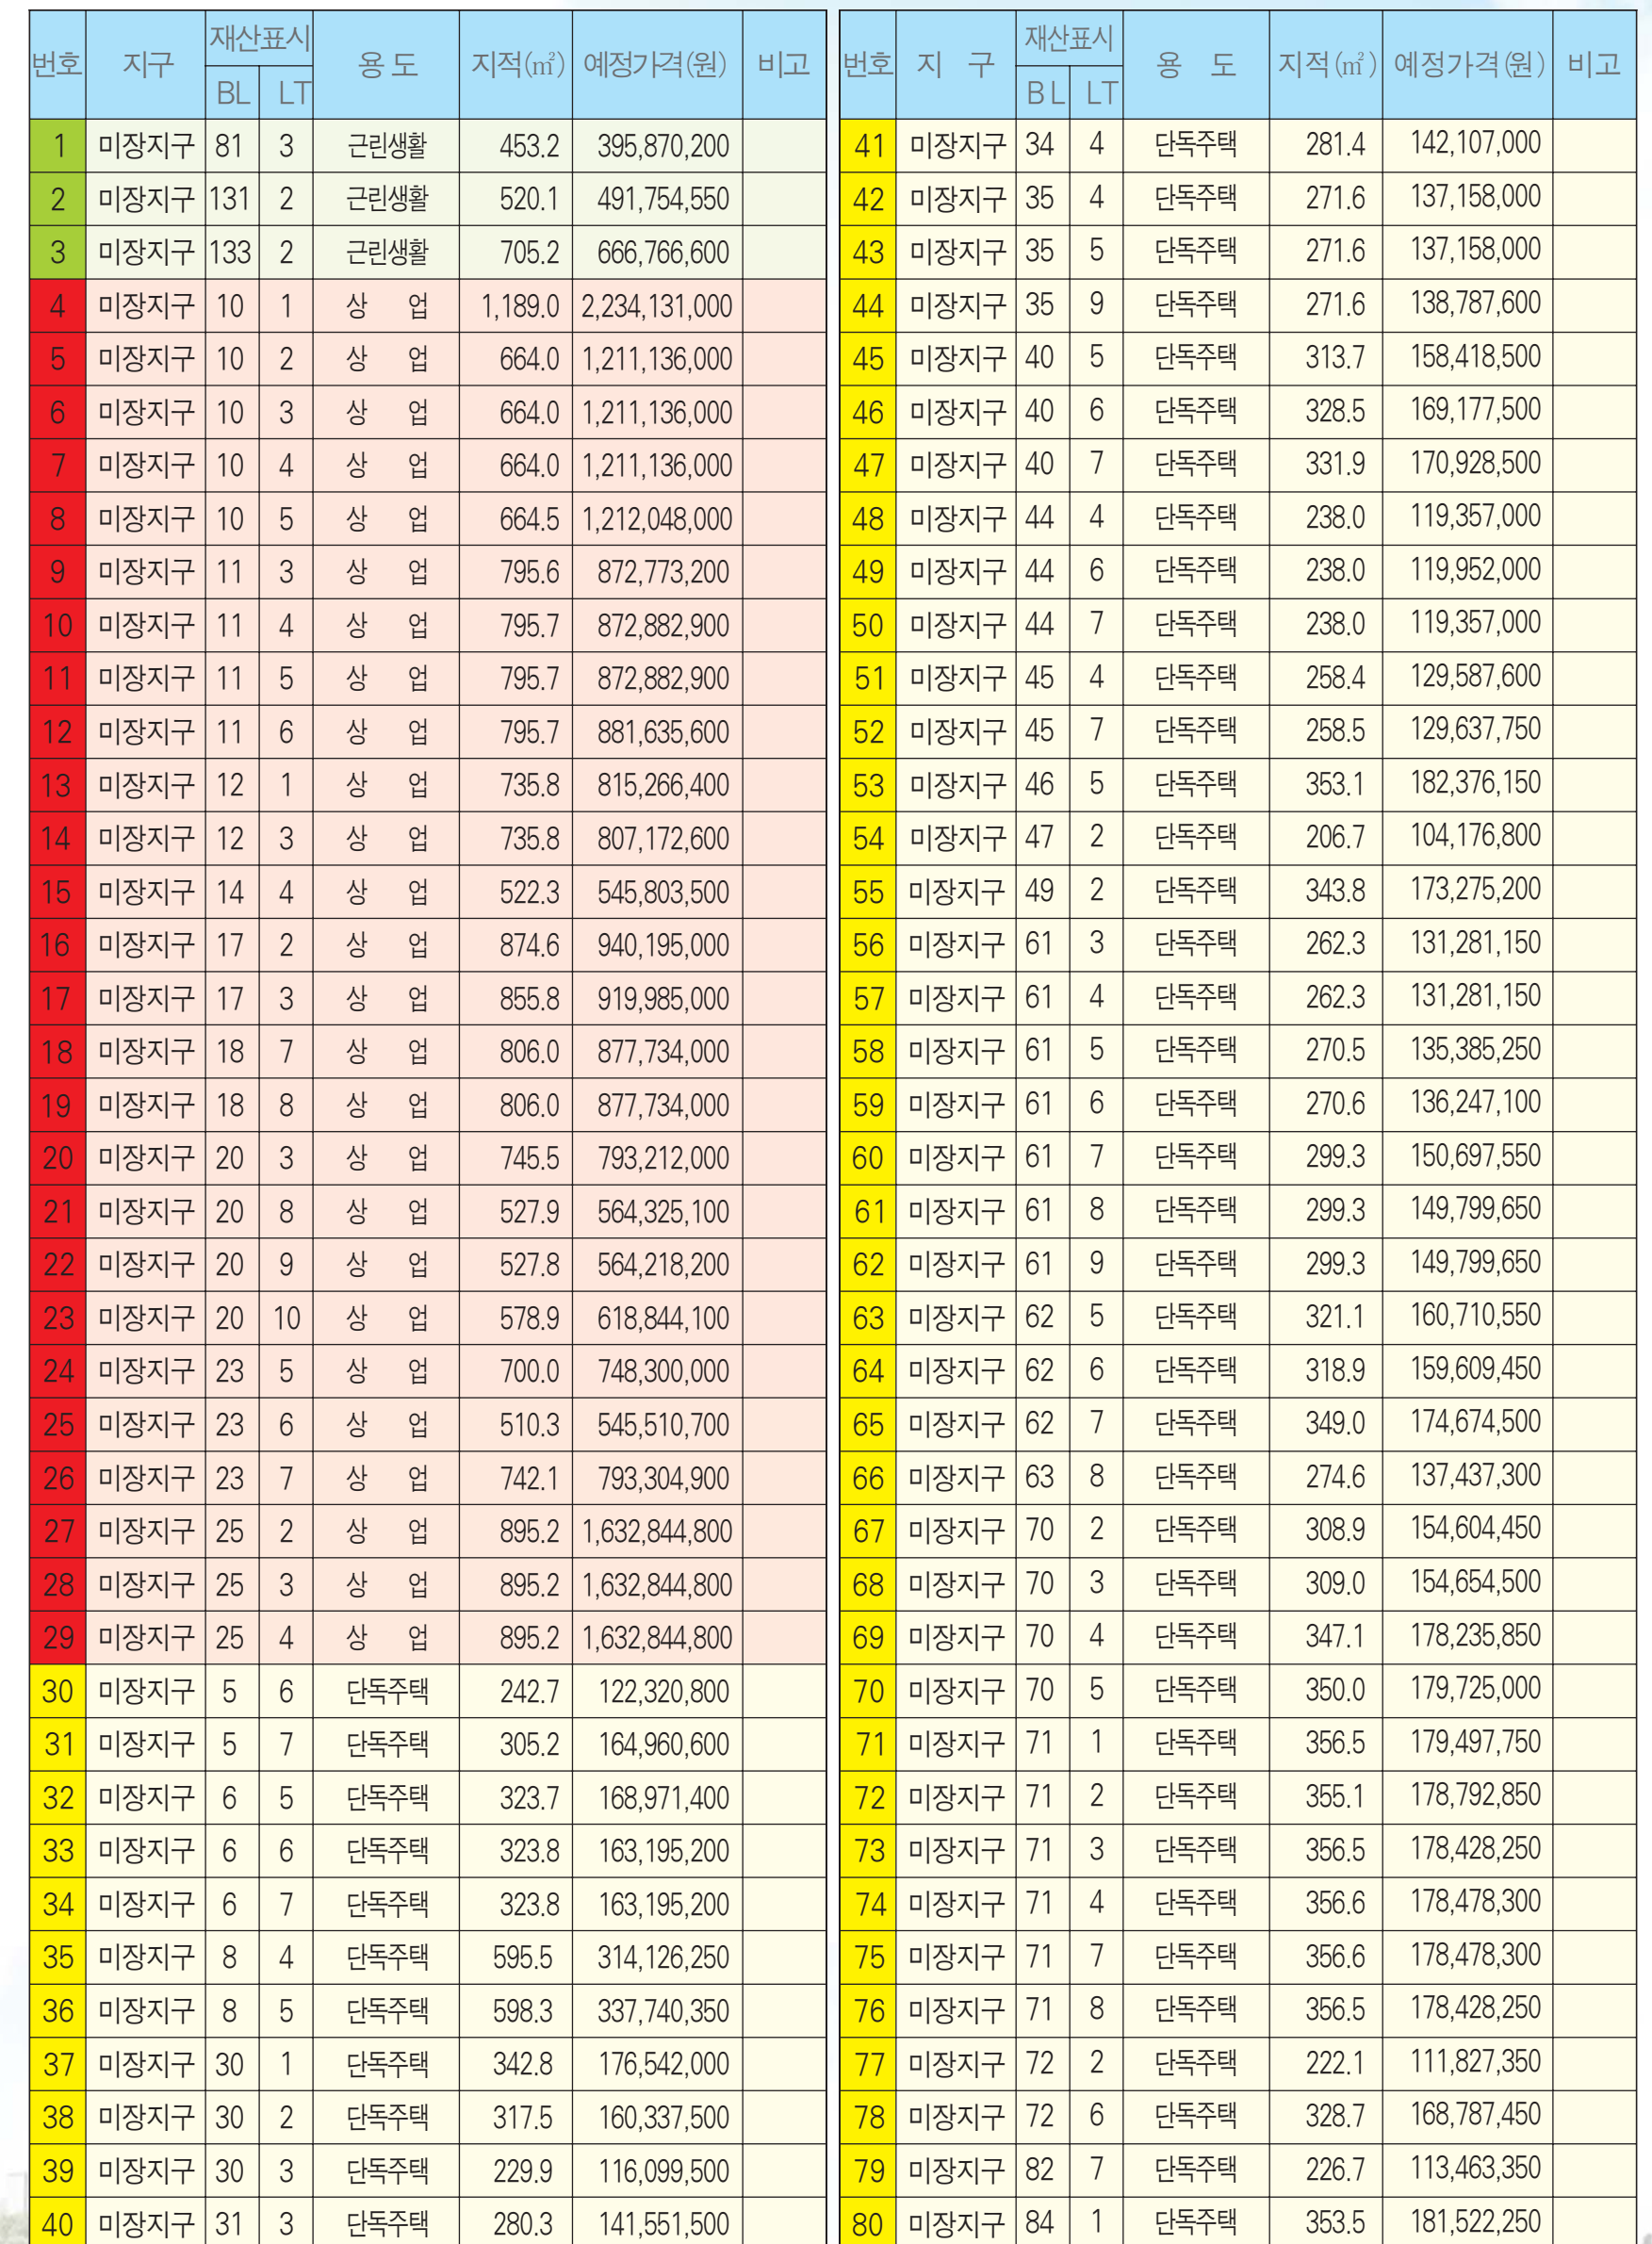 번호 지구 재산표시 용 도 지적(㎡) 예정가격(원) 비고
BL LT
1 미장지구 81 3 근린생활 453.2 395,870,200
2 미장지구 131 2 근린생활 520.1 491,754,550
3 미장지구 133 2 근린생활 705.2 666,766,600
4 미장지구 10 1 상 업 1,189.0 2,234,131,000
5 미장지구 10 2 상 업 664.0 1,211,136,000
6 미장지구 10 3 상 업 664.0 1,211,136,000
7 미장지구 10 4 상 업 664.0 1,211,136,000
8 미장지구 10 5 상 업 664.5 1,212,048,000
9 미장지구 11 3 상 업 795.6 872,773,200
10 미장지구 11 4 상 업 795.7 872,882,900
11 미장지구 11 5 상 업 795.7 872,882,900
12 미장지구 11 6 상 업 795.7 881,635,600
13 미장지구 12 1 상 업 735.8 815,266,400
14 미장지구 12 3 상 업 735.8 807,172,600
15 미장지구 14 4 상 업 522.3 545,803,500
16 미장지구 17 2 상 업 874.6 940,195,000
17 미장지구 17 3 상 업 855.8 919,985,000
18 미장지구 18 7 상 업 806.0 877,734,000
19 미장지구 18 8 상 업 806.0 877,734,000
20 미장지구 20 3 상 업 745.5 793,212,000
21 미장지구 20 8 상 업 527.9 564,325,100
22 미장지구 20 9 상 업 527.8 564,218,200
23 미장지구 20 10 상 업 578.9 618,844,100
24 미장지구 23 5 상 업 700.0 748,300,000
25 미장지구 23 6 상 업 510.3 545,510,700
26 미장지구 23 7 상 업 742.1 793,304,900
27 미장지구 25 2 상 업 895.2 1,632,844,800
28 미장지구 25 3 상 업 895.2 1,632,844,800
29 미장지구 25 4 상 업 895.2 1,632,844,800
30 미장지구 5 6 단독주택 242.7 122,320,800
31 미장지구 5 7 단독주택 305.2 164,960,600
32 미장지구 6 5 단독주택 323.7 168,971,400
33 미장지구 6 6 단독주택 323.8 163,195,200
34 미장지구 6 7 단독주택 323.8 163,195,200
35 미장지구 8 4 단독주택 595.5 314,126,250
36 미장지구 8 5 단독주택 598.3 337,740,350
37 미장지구 30 1 단독주택 342.8 176,542,000
38 미장지구 30 2 단독주택 317.5 160,337,500
39 미장지구 30 3 단독주택 229.9 116,099,500
40 미장지구 31 3 단독주택 280.3 141,551,500
번호 지 구 재산표시 용 도 지적(㎡) 예정가격(원) 비고
BL LT
41 미장지구 34 4 단독주택 281.4 142,107,000
42 미장지구 35 4 단독주택 271.6 137,158,000
43 미장지구 35 5 단독주택 271.6 137,158,000
44 미장지구 35 9 단독주택 271.6 138,787,600
45 미장지구 40 5 단독주택 313.7 158,418,500
46 미장지구 40 6 단독주택 328.5 169,177,500
47 미장지구 40 7 단독주택 331.9 170,928,500
48 미장지구 44 4 단독주택 238.0 119,357,000
49 미장지구 44 6 단독주택 238.0 119,952,000
50 미장지구 44 7 단독주택 238.0 119,357,000
51 미장지구 45 4 단독주택 258.4 129,587,600
52 미장지구 45 7 단독주택 258.5 129,637,750
53 미장지구 46 5 단독주택 353.1 182,376,150
54 미장지구 47 2 단독주택 206.7 104,176,800
55 미장지구 49 2 단독주택 343.8 173,275,200
56 미장지구 61 3 단독주택 262.3 131,281,150
57 미장지구 61 4 단독주택 262.3 131,281,150
58 미장지구 61 5 단독주택 270.5 135,385,250
59 미장지구 61 6 단독주택 270.6 136,247,100
60 미장지구 61 7 단독주택 299.3 150,697,550
61 미장지구 61 8 단독주택 299.3 149,799,650
62 미장지구 61 9 단독주택 299.3 149,799,650
63 미장지구 62 5 단독주택 321.1 160,710,550
64 미장지구 62 6 단독주택 318.9 159,609,450
65 미장지구 62 7 단독주택 349.0 174,674,500
66 미장지구 63 8 단독주택 274.6 137,437,300
67 미장지구 70 2 단독주택 308.9 154,604,450
68 미장지구 70 3 단독주택 309.0 154,654,500
69 미장지구 70 4 단독주택 347.1 178,235,850
70 미장지구 70 5 단독주택 350.0 179,725,000
71 미장지구 71 1 단독주택 356.5 179,497,750
72 미장지구 71 2 단독주택 355.1 178,792,850
73 미장지구 71 3 단독주택 356.5 178,428,250
74 미장지구 71 4 단독주택 356.6 178,478,300
75 미장지구 71 7 단독주택 356.6 178,478,300
76 미장지구 71 8 단독주택 356.5 178,428,250
77 미장지구 72 2 단독주택 222.1 111,827,350
78 미장지구 72 6 단독주택 328.7 168,787,450
79 미장지구 82 7 단독주택 226.7 113,463,350
80 미장지구 84 1 단독주택 353.5 181,522,250